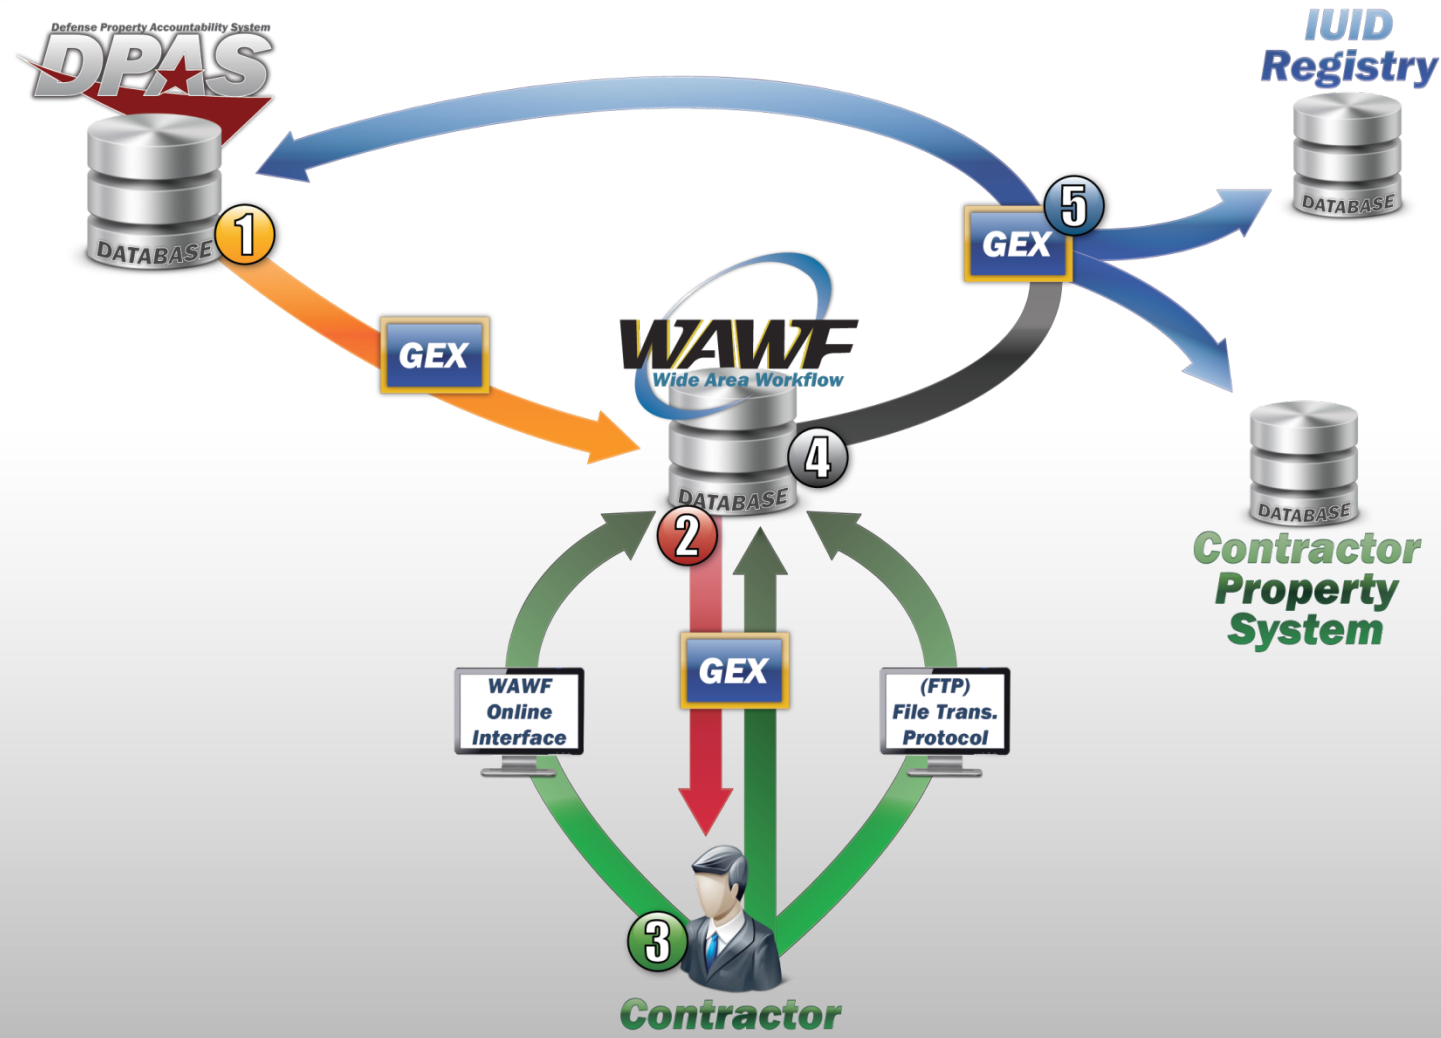 Defense Property Accountability System
DPAS
DATABASE
1
GEX
WAWF
Wide Area Workflow
DATABASE
2
4
GEX
5
IUID
Registry
DATABASE
DATABASE
Contractor
Property
System
WAWF
Online
Interface
GEX
(FTP)
File Trans.
Protocol
3
Contractor